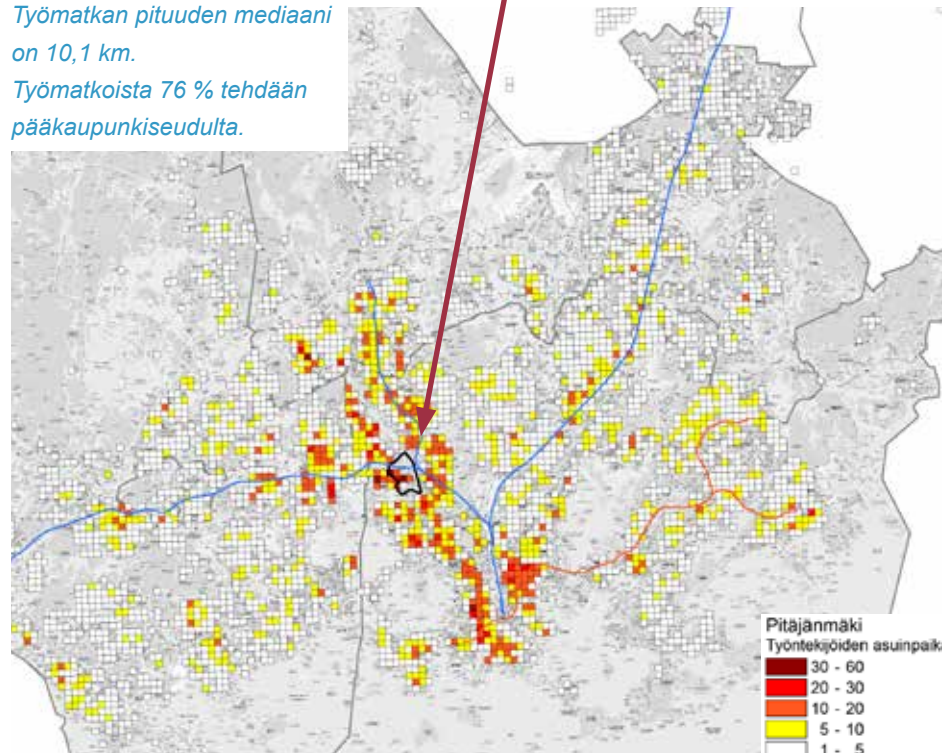 Työmatkan pituuden mediaani
on 10,1 km.
Työmatkoista 76 % tehdään
pääkaupunkiseudulta.
Pitäjänmäki
Työntekijöiden asuinpaika
30 - 60
20 - 30
10 - 20
5 - 10
1 - 5